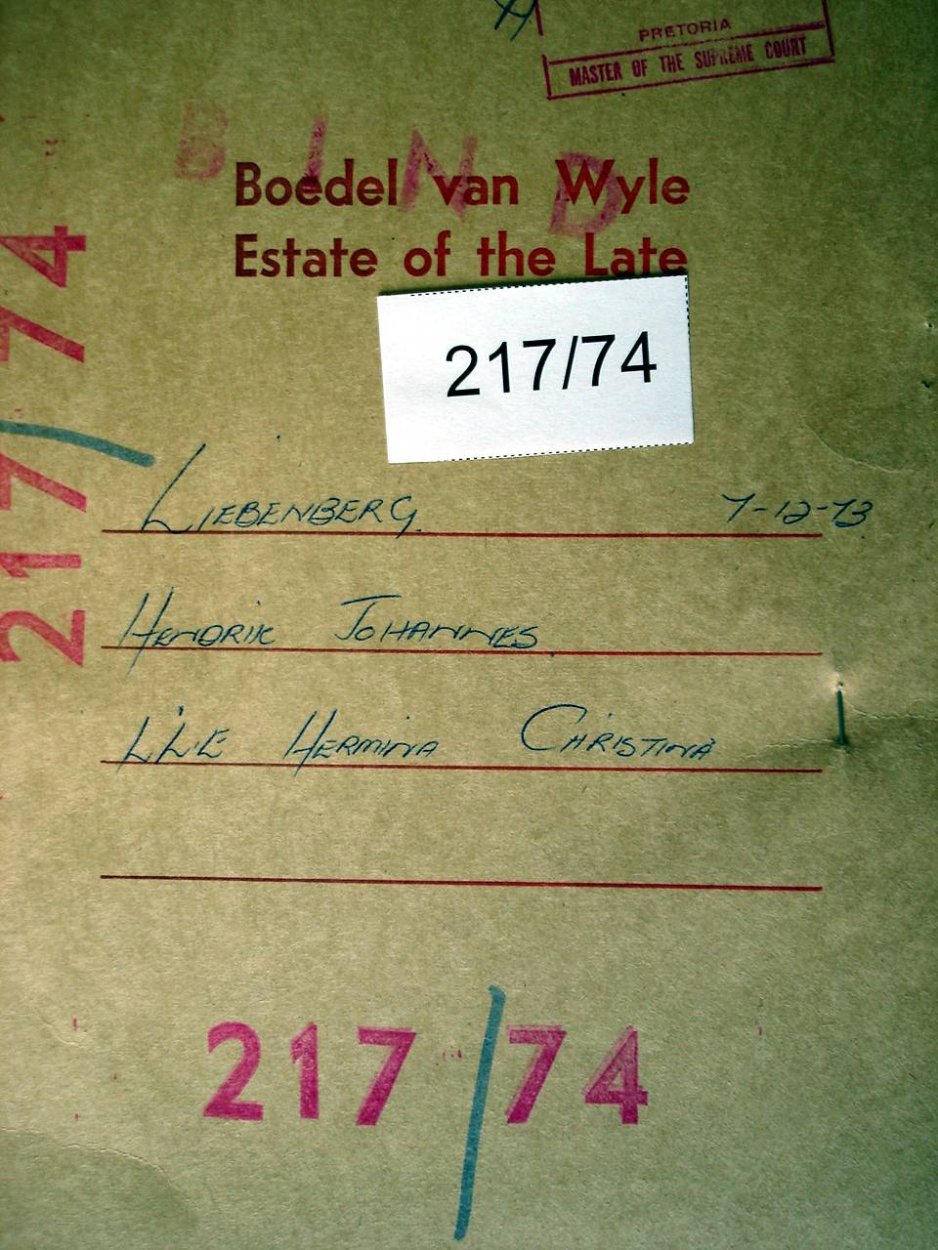 PRETORIA
MASTER OF THE SUPREME COURT
BIND
Boedel van Wyle
Estate of the Late
217/74
217/74
LIEBENBERG. 7-12-73
HENDRIK JOHANNES.
HERMINA CHRISTINA
217/74